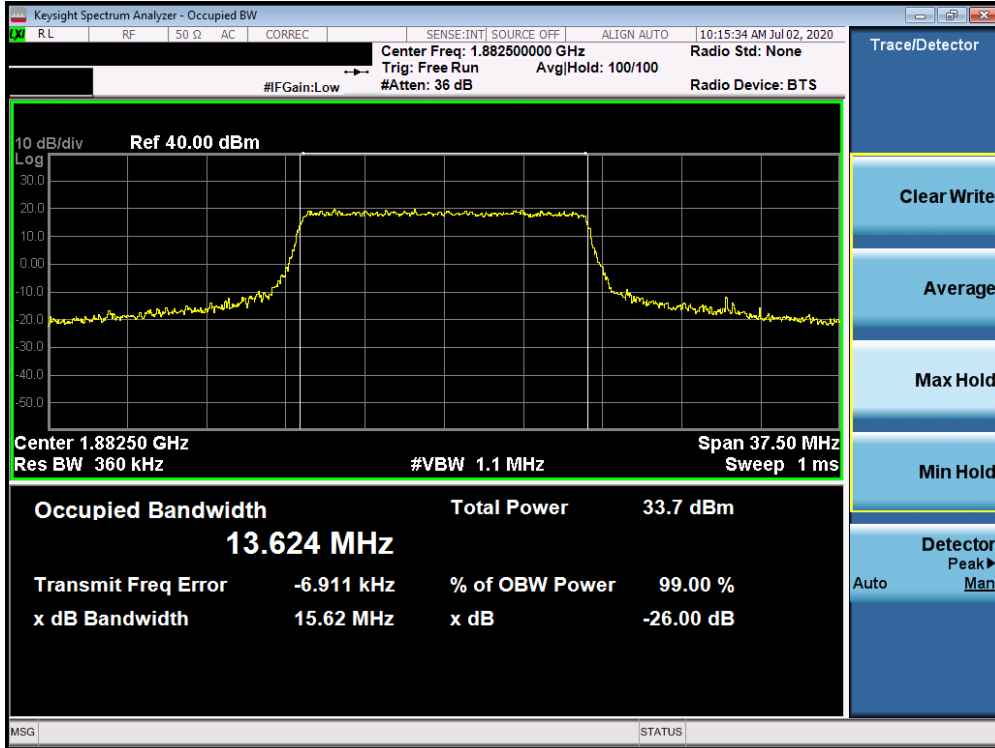 Keysight Spectrum Analyzer - Occupied BW
LXI RL RF 50 Ω AC CORREC SENSE:INT SOURCE OFF ALIGN AUTO 10:15:34 AM Jul 02, 2020
Center Freq: 1.882500000 GHz Radio Std: None
Trig: Free Run Avg|Hold: 100/100
#IFGain:Low #Atten: 36 dB Radio Device: BTS
10 dB/div Ref 40.00 dBm
Log
30.0
20.0
10.0
0.00
-10.0
-20.0
-30.0
-40.0
-50.0
Center 1.88250 GHz Span 37.50 MHz
Res BW 360 kHz #VBW 1.1 MHz Sweep 1 ms
Occupied Bandwidth Total Power 33.7 dBm
13.624 MHz
Transmit Freq Error -6.911 kHz % of OBW Power 99.00 %
x dB Bandwidth 15.62 MHz x dB -26.00 dB
MSG STATUS
Trace/Detector
Clear Write
Average
Max Hold
Min Hold
Detector
Peak▶
Auto Man